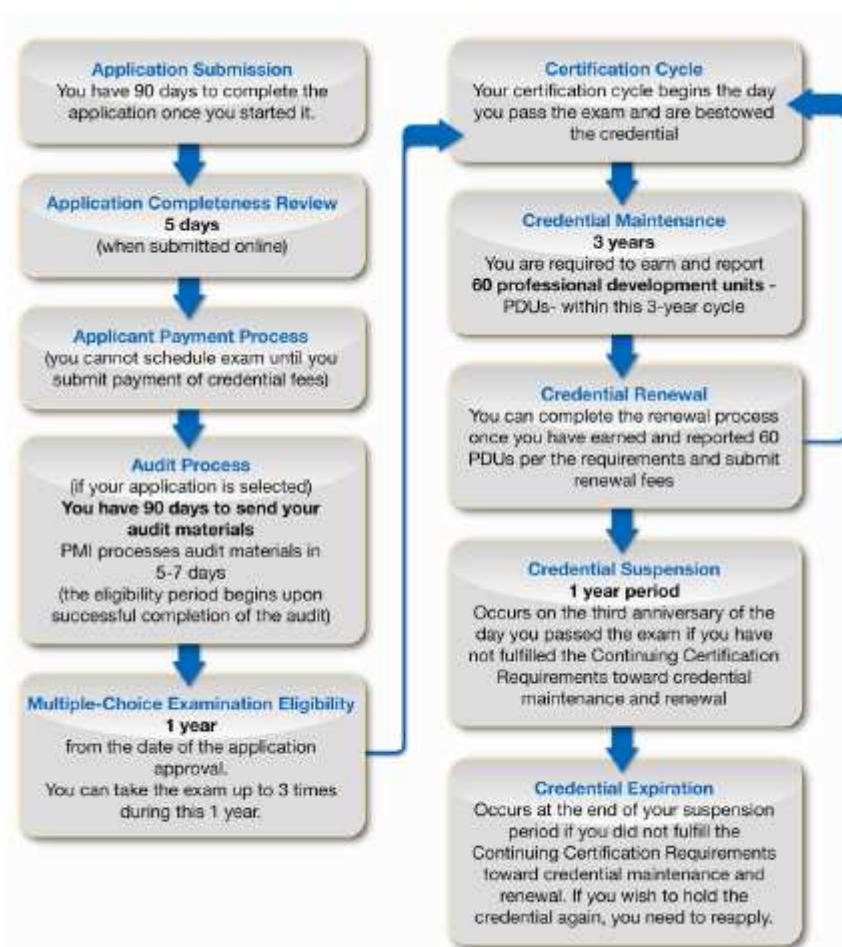 Application Submission
You have 90 days to complete the
application once you started it.
Application Completeness Review
5 days
(when submitted online)
Applicant Payment Process
(you cannot schedule exam until you
submit payment of credential fees)
Audit Process
(if your application is selected)
You have 90 days to send your
audit materials
PMI processes audit materials in
5-7 days
(the eligibility period begins upon
successful completion of the audit)
Multiple-Choice Examination Eligibility
1 year
from the date of the application
approval.
You can take the exam up to 3 times
during this 1 year.
Certification Cycle
Your certification cycle begins the day
you pass the exam and are bestowed
the credential
Credential Maintenance
3 years
You are required to earn and report
60 professional development units -
PDUs- within this 3-year cycle
Credential Renewal
You can complete the renewal process
once you have earned and reported 60
PDUs per the requirements and submit
renewal fees
Credential Suspension
1 year period
Occurs on the third anniversary of the
day you passed the exam if you have
not fulfilled the Continuing Certification
Requirements toward credential
maintenance and renewal
Credential Expiration
Occurs at the end of your suspension
period if you did not fulfill the
Continuing Certification Requirements
toward credential maintenance and
renewal. If you wish to hold the
credential again, you need to reapply.